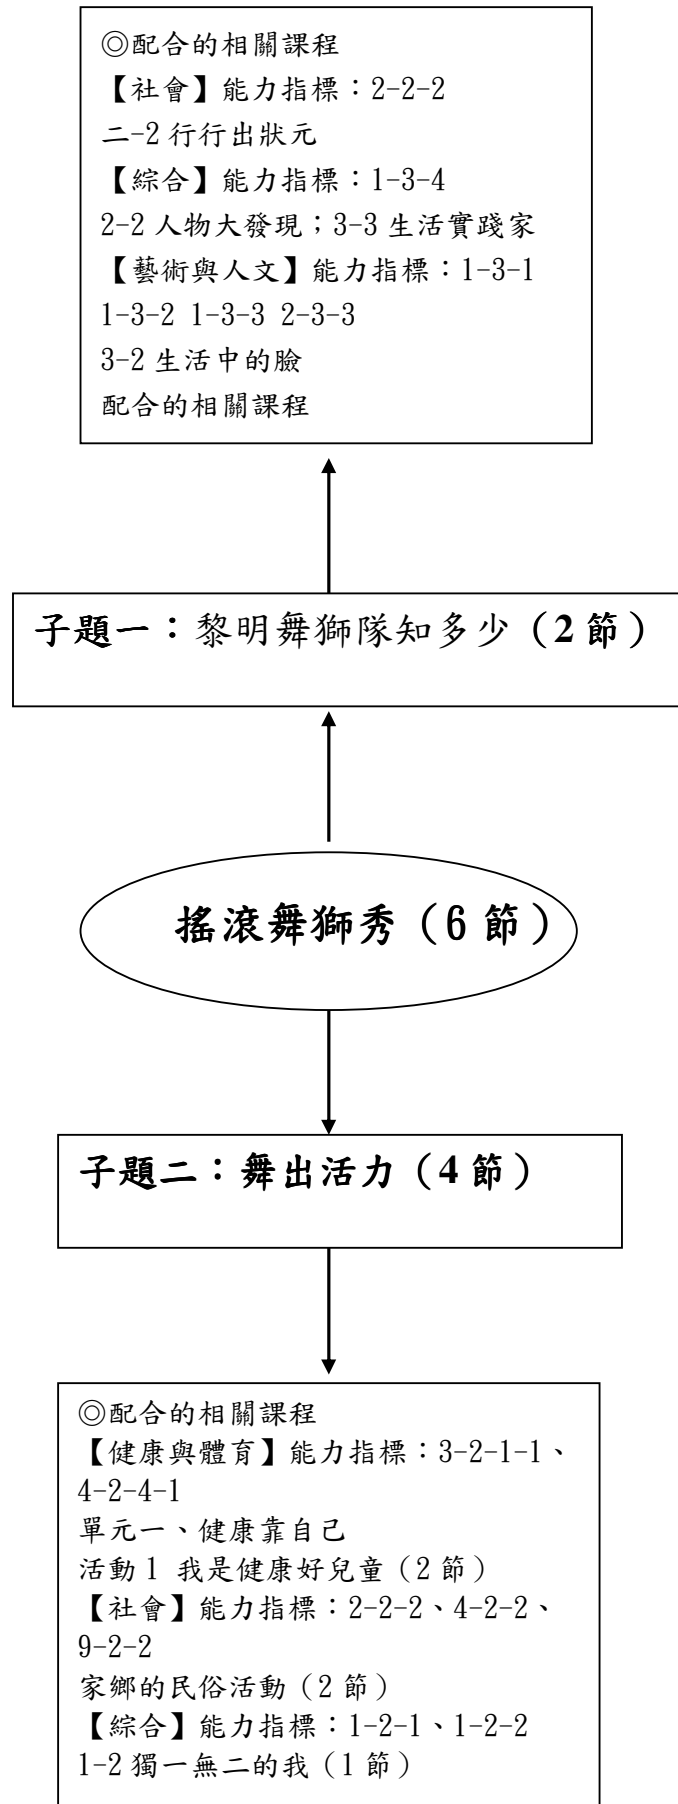 ◎配合的相關課程
【社會】能力指標：2-2-2
二-2 行行出狀元
【綜合】能力指標：1-3-4
2-2 人物大發現；3-3 生活實踐家
【藝術與人文】能力指標：1-3-1
1-3-2 1-3-3 2-3-3
3-2 生活中的臉
配合的相關課程
子題一：黎明舞獅隊知多少（2 節）
搖滾舞獅秀（6 節）
子題二：舞出活力（4 節）
◎配合的相關課程
【健康與體育】能力指標：3-2-1-1、
4-2-4-1
單元一、健康靠自己
活動 1 我是健康好兒童（2 節）
【社會】能力指標：2-2-2、4-2-2、
9-2-2
家鄉的民俗活動（2 節）
【綜合】能力指標：1-2-1、1-2-2
1-2 獨一無二的我（1 節）